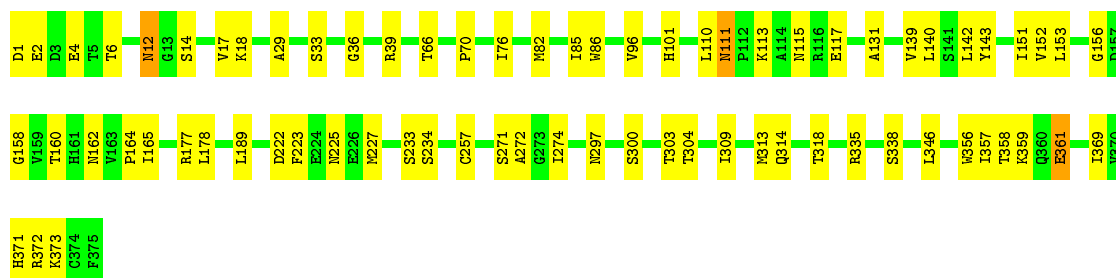 D1 E2 D3 E4 T5 T6 N12 G13 S14 V17 K18 A29 S33 G36 R39 T66 P70 I76 M82 I85 W86 V96 H101 L110 N111 P112 K113 A114 N115 R116 E117 A131 V139 L140 S141 L142 Y143 I151 V152 L153 G156 D157
G158 V159 T160 H161 N162 V163 P164 I165 R177 L178 L189 D222 F223 E224 N225 E226 M227 S233 S234 C257 S271 A272 G273 I274 N297 S300 T303 T304 I309 M313 Q314 T318 R335 S338 L346 W356 I357 T358 K359 Q360 E361 I369 V370
H371 R372 K373 C374 F375